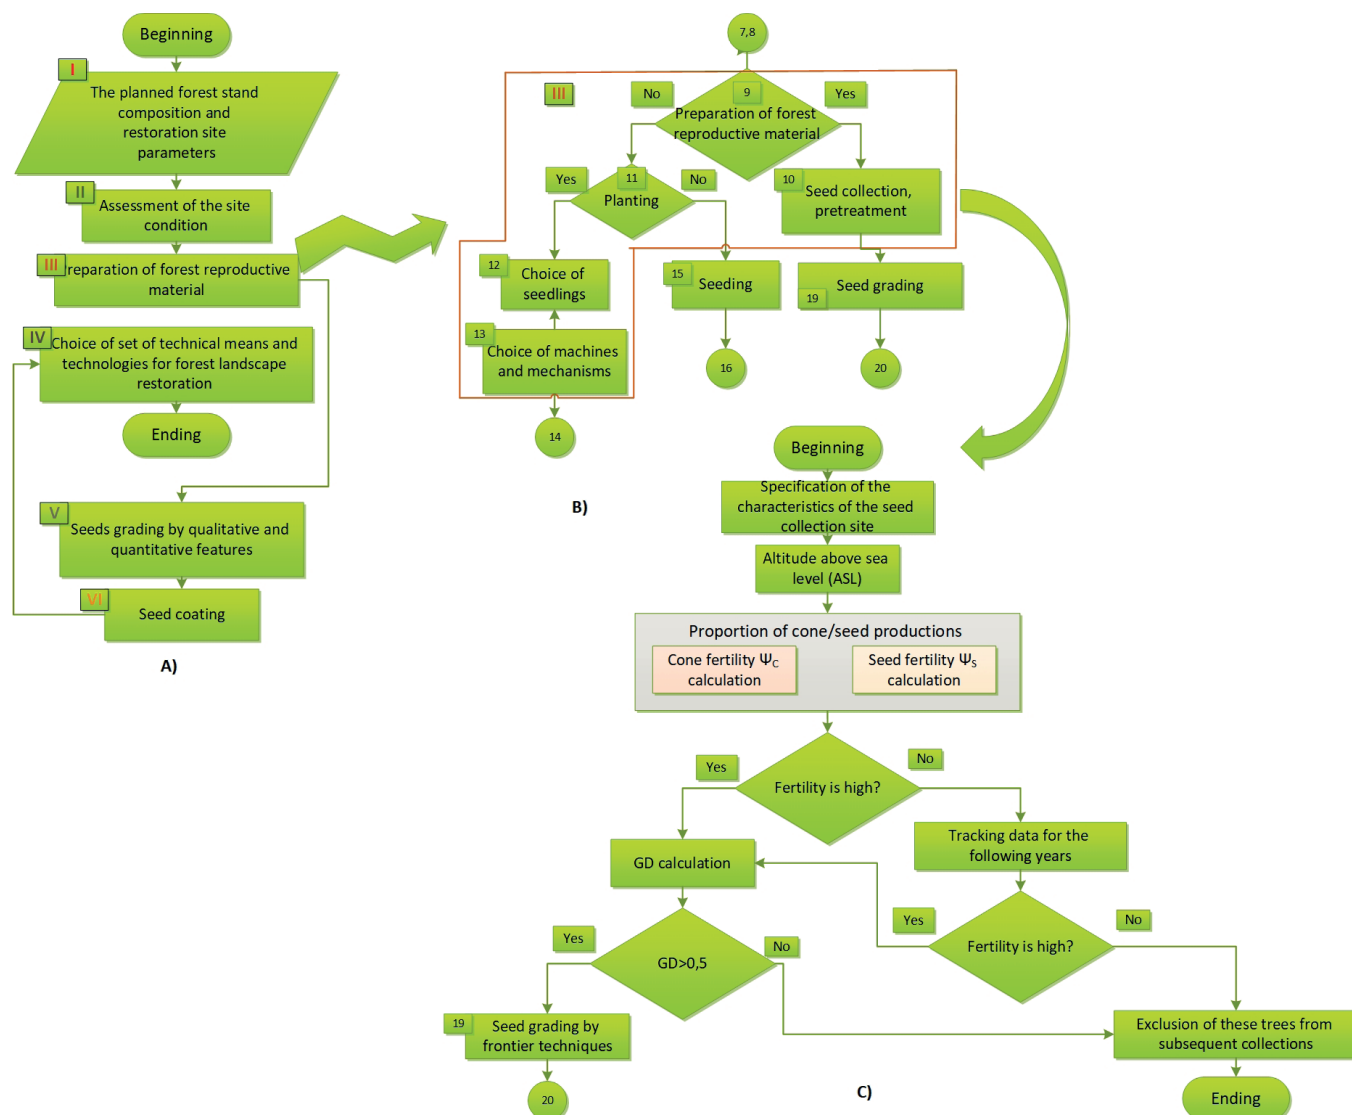 Beginning
I
The planned forest stand
composition and
restoration site
parameters
II
Assessment of the site
condition
III
Preparation of forest reproductive
material
IV
Choice of set of technical means and
technologies for forest landscape
restoration
Ending
V
Seeds grading by qualitative and
quantitative features
VI
Seed coating
A)
7,8
III
No
9
Yes
Preparation of forest
reproductive material
Yes
11
No
Planting
10
Seed collection,
pretreatment
12
Choice of
seedlings
15
Seeding
Seed grading
19
13
Choice of machines
and mechanisms
16
20
14
B)
Beginning
Specification of the
characteristics of the seed
collection site
Altitude above sea
level (ASL)
Proportion of cone/seed productions
Cone fertility Ψ_C
calculation
Seed fertility Ψ_S
calculation
Yes
No
Fertility is high?
Tracking data for the
following years
GD calculation
Yes
No
Fertility is high?
Yes
No
GD>0,5
19
Seed grading by
frontier techniques
Exclusion of these trees from
subsequent collections
20
Ending
C)